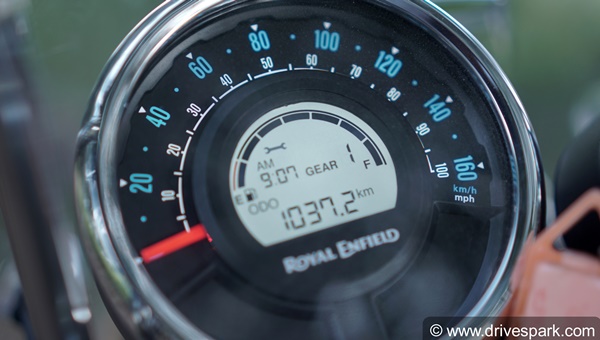 20 40 60 80 100 120 140 160
km/h
mph
10 20 30 40 50 60 70 80 90 100
AM
9:07 GEAR 1
E F
ODO 1037.2 km
ROYAL ENFIELD
© www.drivespark.com